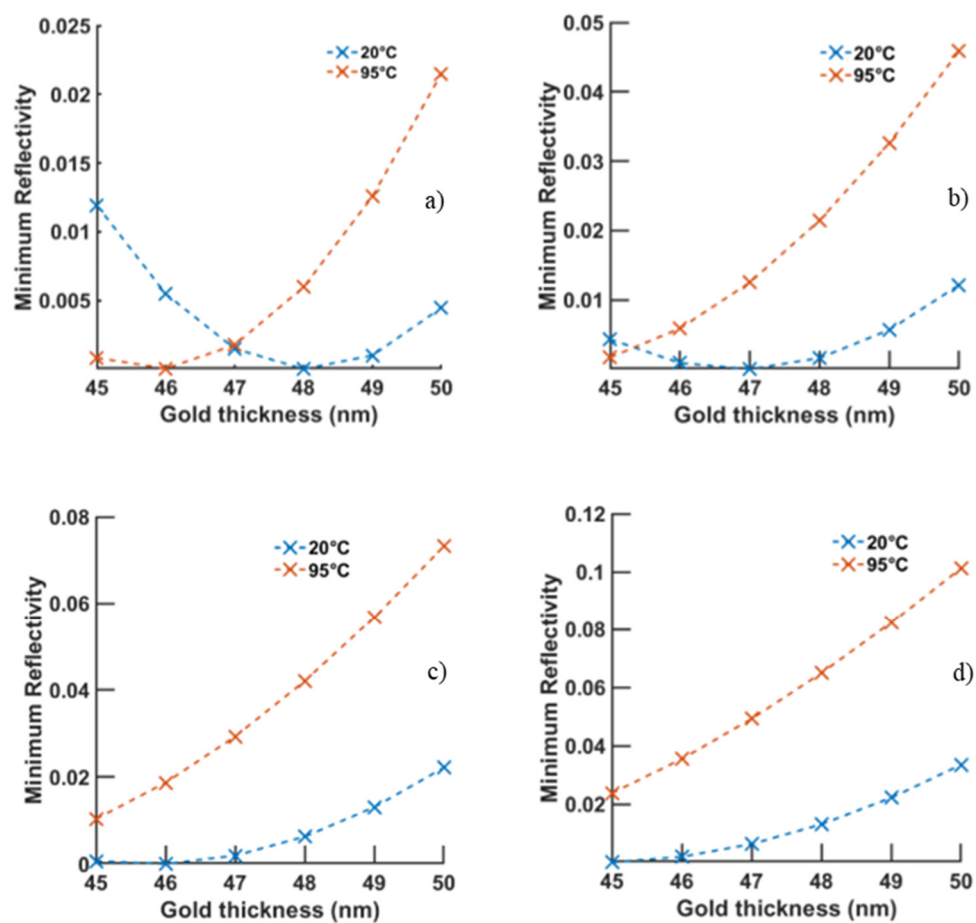 0.025
0.02
0.015
0.01
0.005
Minimum Reflectivity
20°C
95°C
a)
45 46 47 48 49 50
Gold thickness (nm)
0.05
0.04
0.03
0.02
0.01
Minimum Reflectivity
20°C
95°C
b)
45 46 47 48 49 50
Gold thickness (nm)
0.08
0.06
0.04
0.02
0
Minimum Reflectivity
20°C
95°C
c)
45 46 47 48 49 50
Gold thickness (nm)
0.12
0.1
0.08
0.06
0.04
0.02
Minimum Reflectivity
20°C
95°C
d)
45 46 47 48 49 50
Gold thickness (nm)